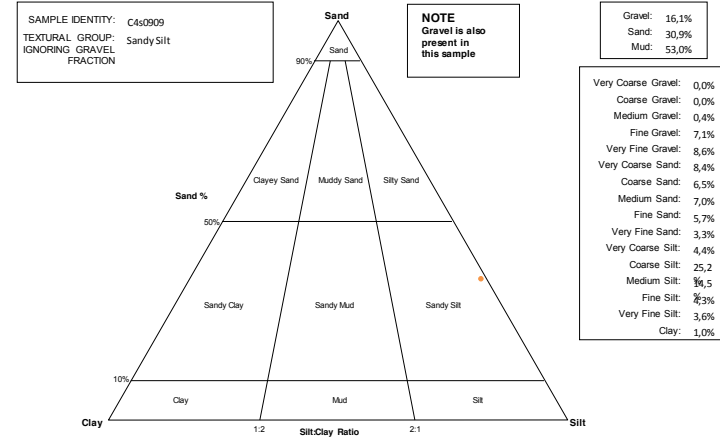 SAMPLE IDENTITY: C4s0909
TEXTURAL GROUP: Sandy Silt
IGNORING GRAVEL
FRACTION
Sand
NOTE
Gravel is also
present in
this sample
Gravel: 16,1%
Sand: 30,9%
Mud: 53,0%
Sand
90%
Clayey Sand Muddy Sand Silty Sand
Sand %
50%
Sandy Clay Sandy Mud Sandy Silt
10%
Clay Mud Silt
Clay Silt
1:2 Silt:Clay Ratio 2:1
Very Coarse Gravel: 0,0%
Coarse Gravel: 0,0%
Medium Gravel: 0,4%
Fine Gravel: 7,1%
Very Fine Gravel: 8,6%
Very Coarse Sand: 8,4%
Coarse Sand: 6,5%
Medium Sand: 7,0%
Fine Sand: 5,7%
Very Fine Sand: 3,3%
Very Coarse Silt: 4,4%
Coarse Silt: 25,2
%
Medium Silt: 14,5
%
Fine Silt: 4,3%
Very Fine Silt: 3,6%
Clay: 1,0%